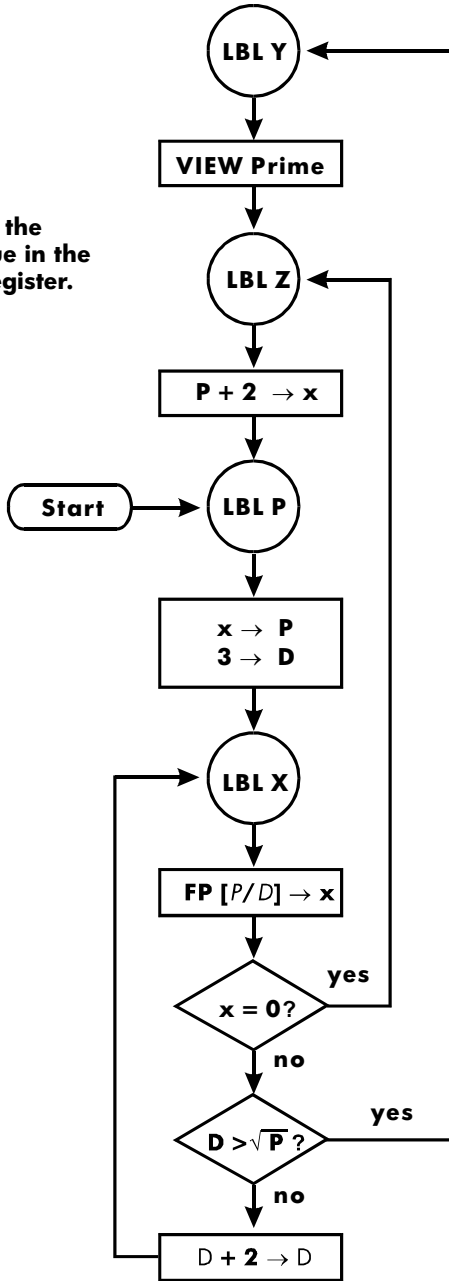 LBL Y
VIEW Prime
the
ue in the
egister.
LBL Z
P + 2 → x
Start
LBL P
x → P
3 → D
LBL X
FP [P/D] → x
yes
x = 0?
no
yes
D > √P ?
no
D + 2 → D